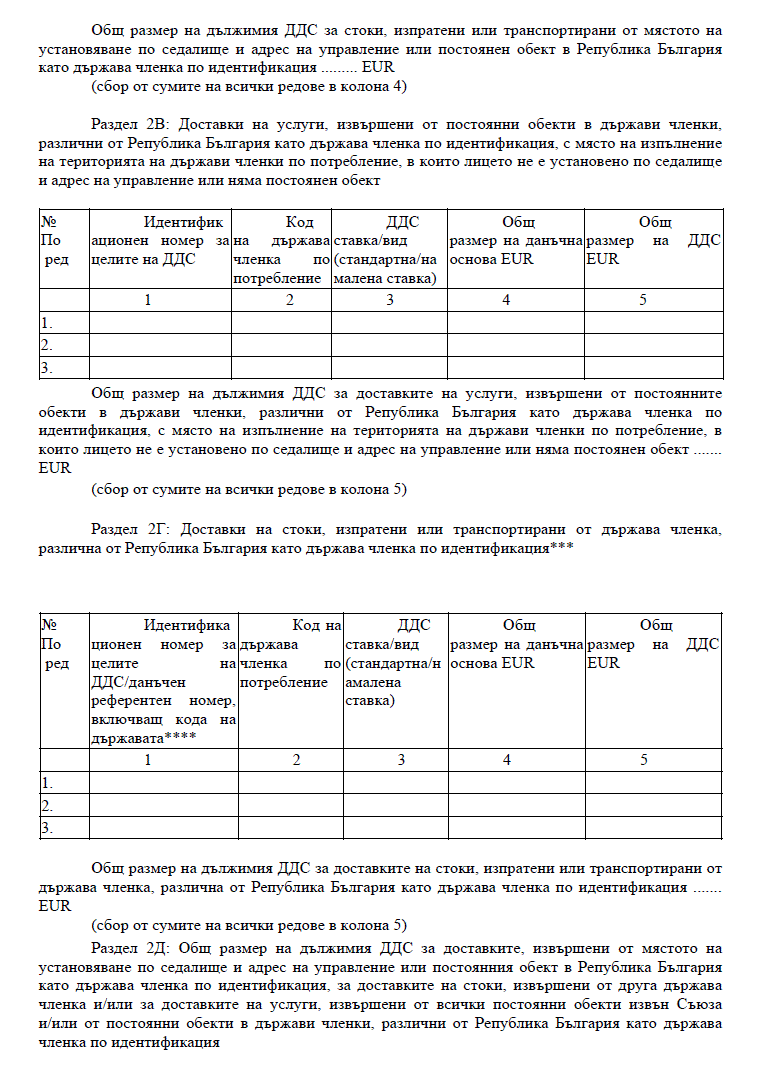 Общ размер на дължимия ДДС за стоки, изпратени или транспортирани от мястото на
установяване по седалище и адрес на управление или постоянен обект в Република България
като държава членка по идентификация ......... EUR
(сбор от сумите на всички редове в колона 4)
Раздел 2В: Доставки на услуги, извършени от постоянни обекти в държави членки,
различни от Република България като държава членка по идентификация, с място на изпълнение
на територията на държави членки по потребление, в които лицето не е установено по седалище
и адрес на управление или няма постоянен обект
№
По
ред
Идентифик
ационен номер за
целите на ДДС
Код
на държава
членка по
потребление
ДДС
ставка/вид
(стандартна/на
малена ставка)
Общ
размер на данъчна
основа EUR
Общ
размер на ДДС
EUR
1 2 3 4 5
1.
2.
3.
Общ размер на дължимия ДДС за доставките на услуги, извършени от постоянните
обекти в държави членки, различни от Република България като държава членка по
идентификация, с място на изпълнение на територията на държави членки по потребление, в
които лицето не е установено по седалище и адрес на управление или няма постоянен обект .......
EUR
(сбор от сумите на всички редове в колона 5)
Раздел 2Г: Доставки на стоки, изпратени или транспортирани от държава членка,
различна от Република България като държава членка по идентификация***
№
По
ред
Идентифика
ционен номер за
целите на
ДДС/данъчен
референтен номер,
включващ кода на
държавата****
Код на
държава
членка по
потребление
ДДС
ставка/вид
(стандартна/н
амалена
ставка)
Общ
размер на данъчна
основа EUR
Общ
размер на ДДС
EUR
1 2 3 4 5
1.
2.
3.
Общ размер на дължимия ДДС за доставките на стоки, изпратени или транспортирани от
държава членка, различна от Република България като държава членка по идентификация .......
EUR
(сбор от сумите на всички редове в колона 5)
Раздел 2Д: Общ размер на дължимия ДДС за доставките, извършени от мястото на
установяване по седалище и адрес на управление или постоянния обект в Република България
като държава членка по идентификация, за доставките на стоки, извършени от друга държава
членка и/или за доставките на услуги, извършени от всички постоянни обекти извън Съюза
и/или от постоянни обекти в държави членки, различни от Република България като държава
членка по идентификация